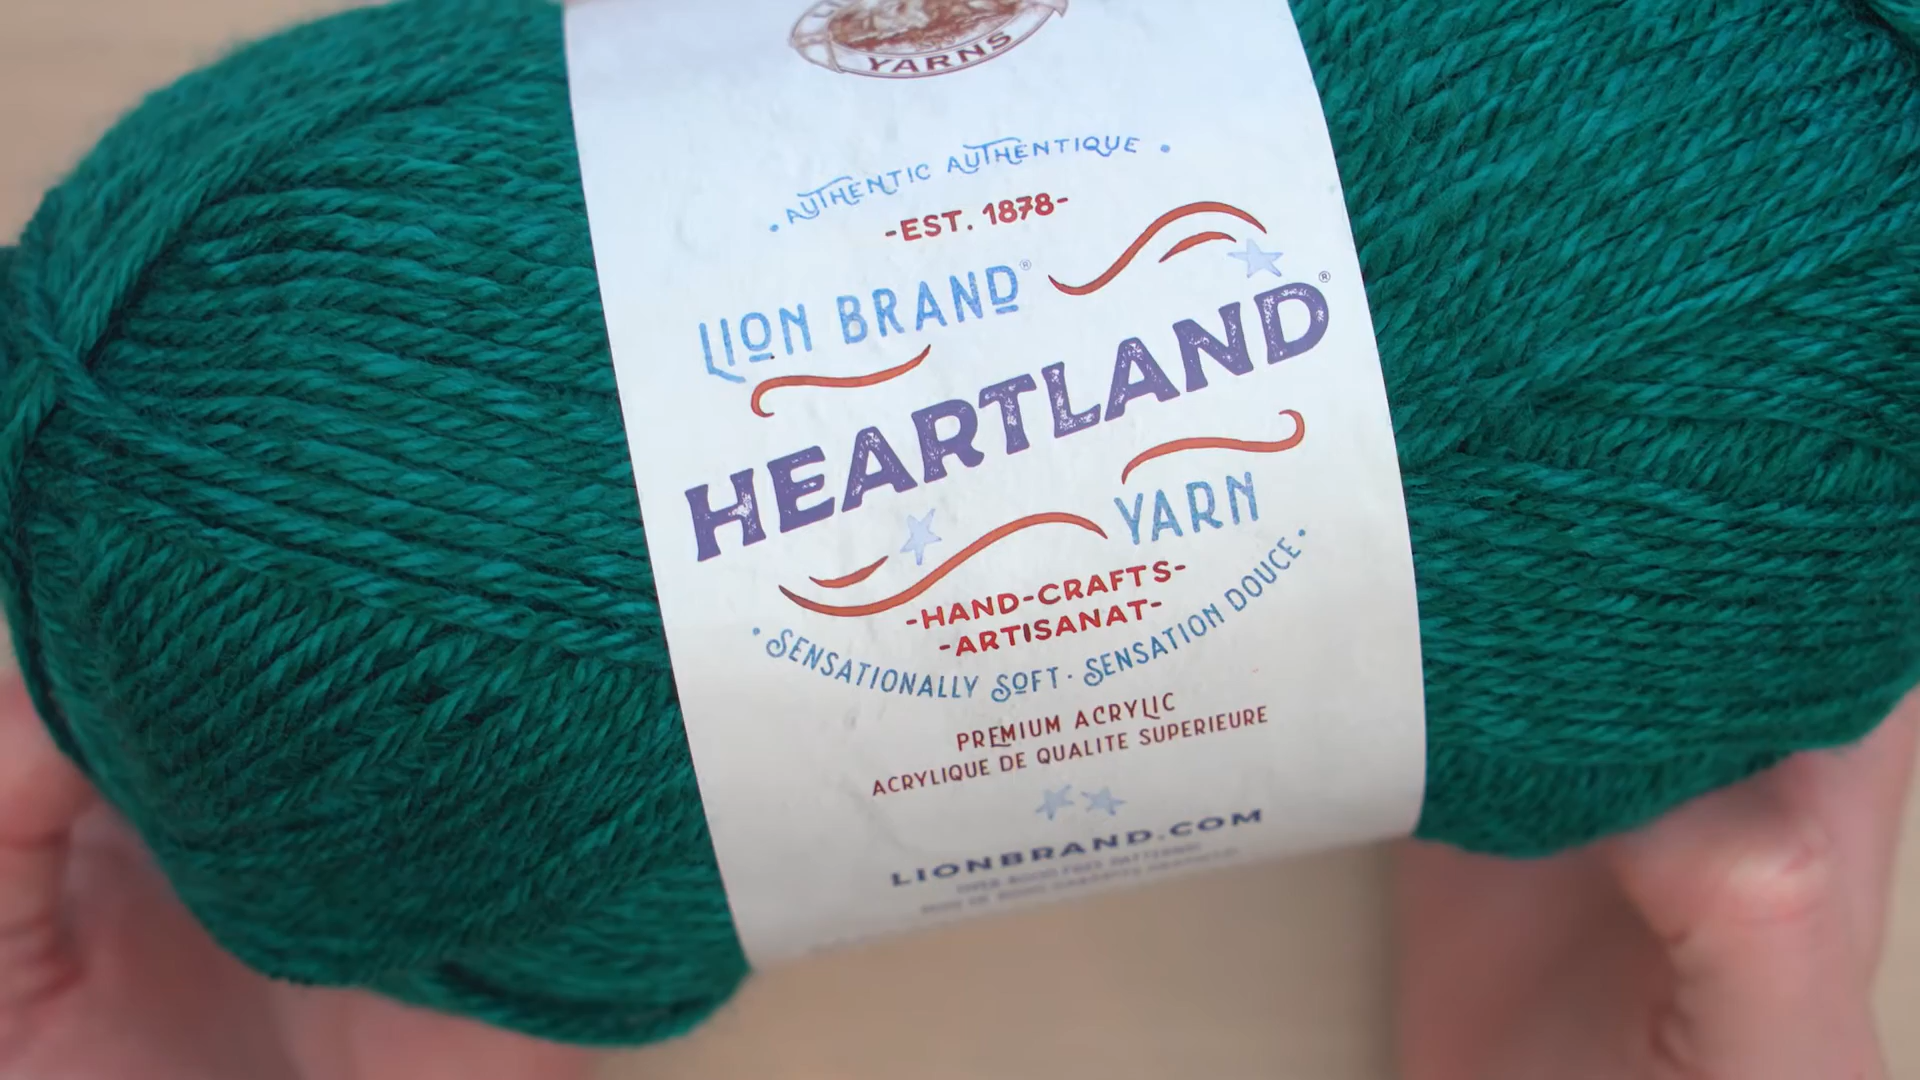 YARNS
· AUTHENTIC AUTHENTIQUE ·
-EST. 1878-
LION BRAND®
HEARTLAND®
YARN
-HAND-CRAFTS-
-ARTISANAT-
· SENSATIONALLY SOFT · SENSATION DOUCE ·
PREMIUM ACRYLIC
ACRYLIQUE DE QUALITE SUPERIEURE
LIONBRAND.COM